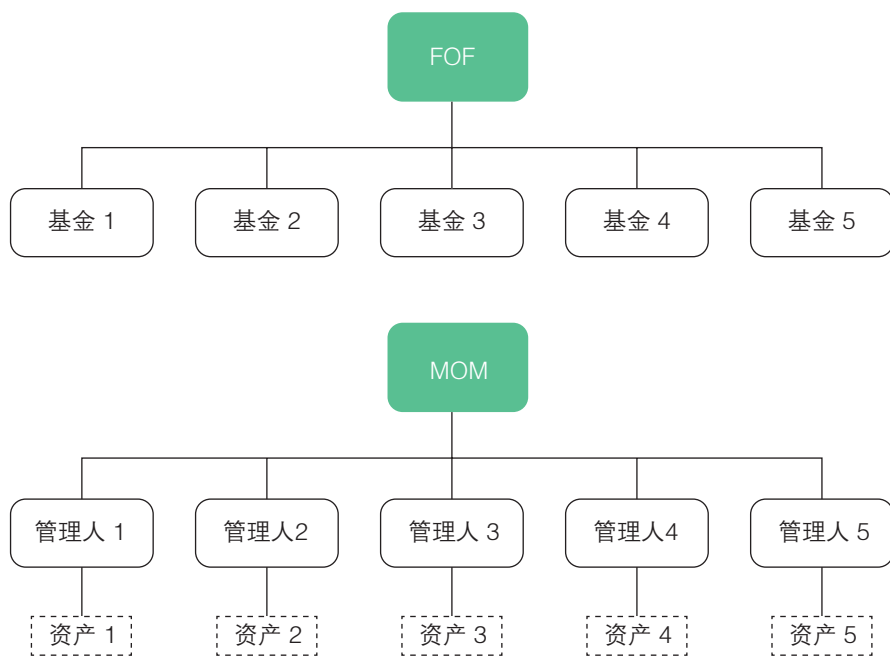 FOF
基金 1
基金 2
基金 3
基金 4
基金 5
MOM
管理人 1
管理人2
管理人 3
管理人4
管理人 5
资产 1
资产 2
资产 3
资产 4
资产 5